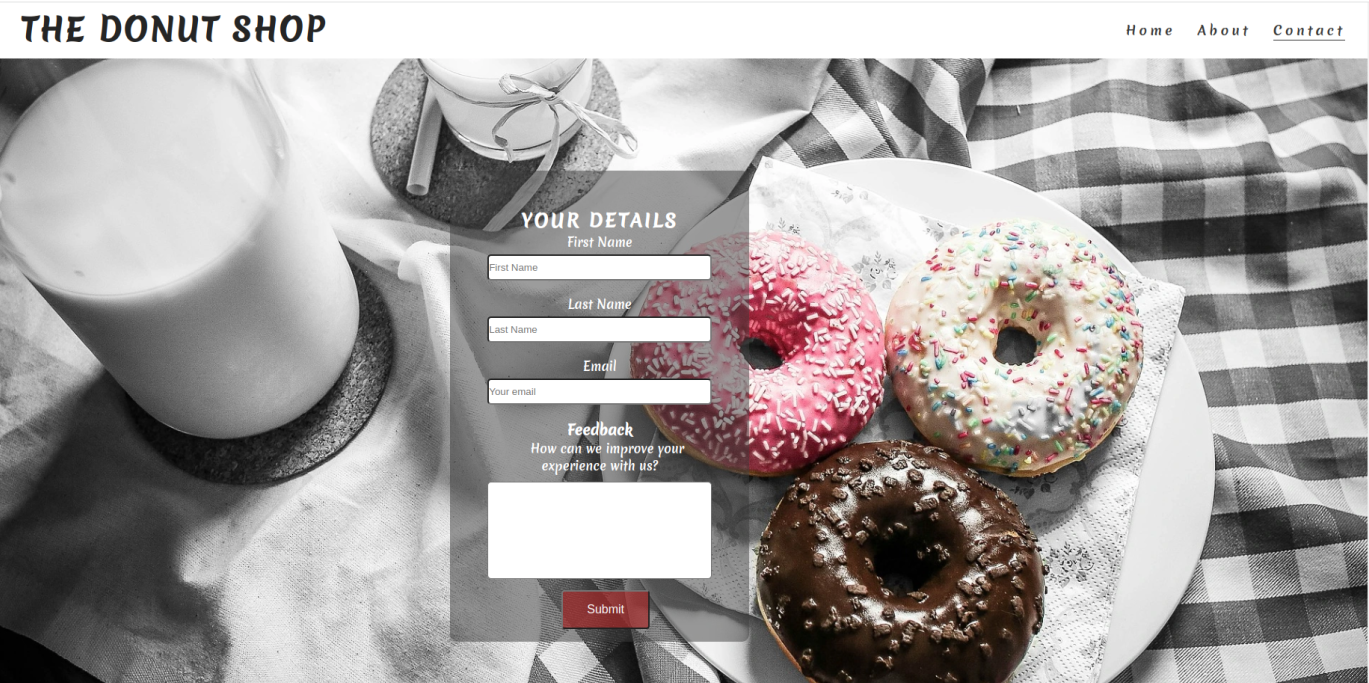 THE DONUT SHOP
Home About Contact
YOUR DETAILS
First Name
First Name
Last Name
Last Name
Email
Your email
Feedback
How can we improve your
experience with us?
Submit